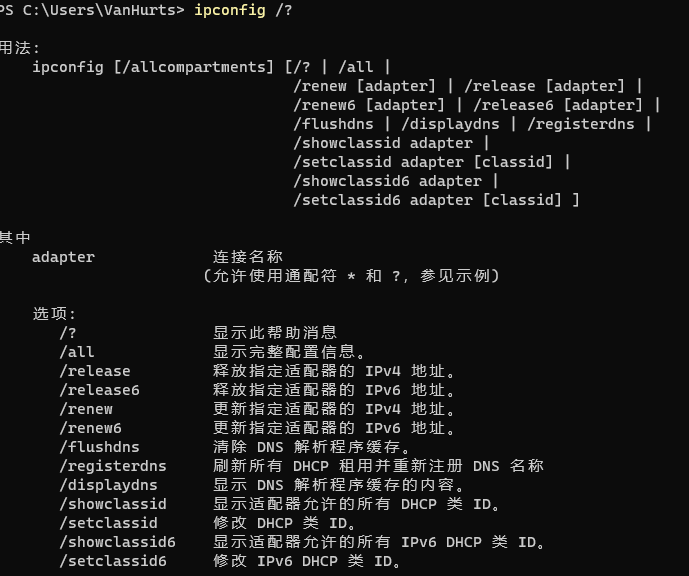 PS C:\Users\VanHurts> ipconfig /?
用法:
ipconfig [/allcompartments] [/? | /all |
/renew [adapter] | /release [adapter] |
/renew6 [adapter] | /release6 [adapter] |
/flushdns | /displaydns | /registerdns |
/showclassid adapter |
/setclassid adapter [classid] |
/showclassid6 adapter |
/setclassid6 adapter [classid] ]
其中
adapter 连接名称
(允许使用通配符 * 和 ?，参见示例)
选项:
/? 显示此帮助消息
/all 显示完整配置信息。
/release 释放指定适配器的 IPv4 地址。
/release6 释放指定适配器的 IPv6 地址。
/renew 更新指定适配器的 IPv4 地址。
/renew6 更新指定适配器的 IPv6 地址。
/flushdns 清除 DNS 解析程序缓存。
/registerdns 刷新所有 DHCP 租用并重新注册 DNS 名称
/displaydns 显示 DNS 解析程序缓存的内容。
/showclassid 显示适配器允许的所有 DHCP 类 ID。
/setclassid 修改 DHCP 类 ID。
/showclassid6 显示适配器允许的所有 IPv6 DHCP 类 ID。
/setclassid6 修改 IPv6 DHCP 类 ID。